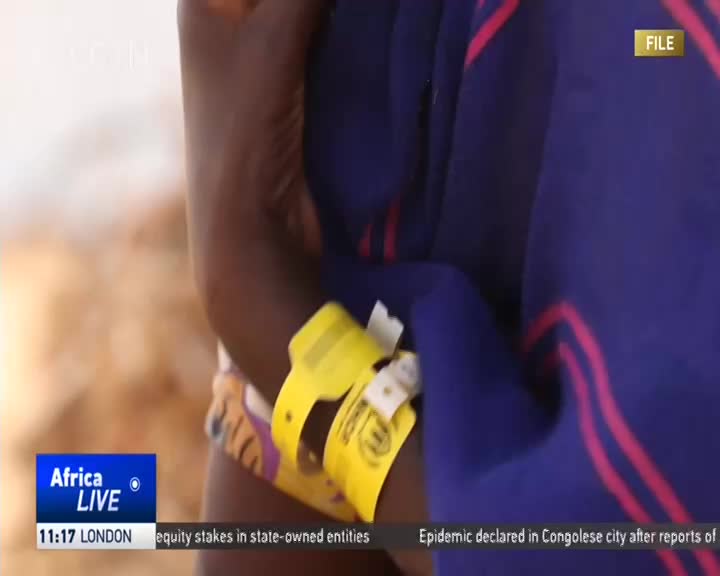 FILE
Africa
LIVE
11:17 LONDON
equity stakes in state-owned entities Epidemic declared in Congolese city after reports of